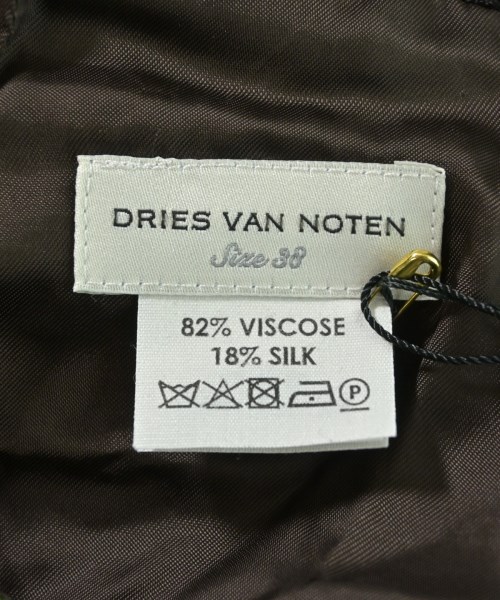 DRIES VAN NOTEN
Size 38
82% VISCOSE
18% SILK
P